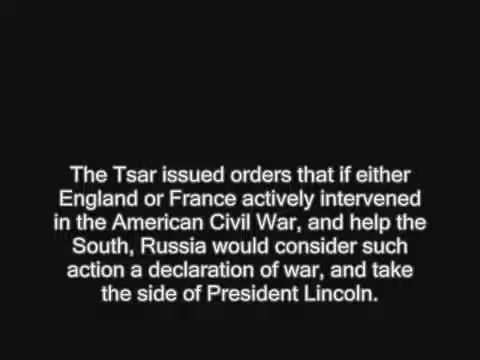 The Tsar issued orders that if either
England or France actively intervened
in the American Civil War, and help the
South, Russia would consider such
action a declaration of war, and take
the side of President Lincoln.